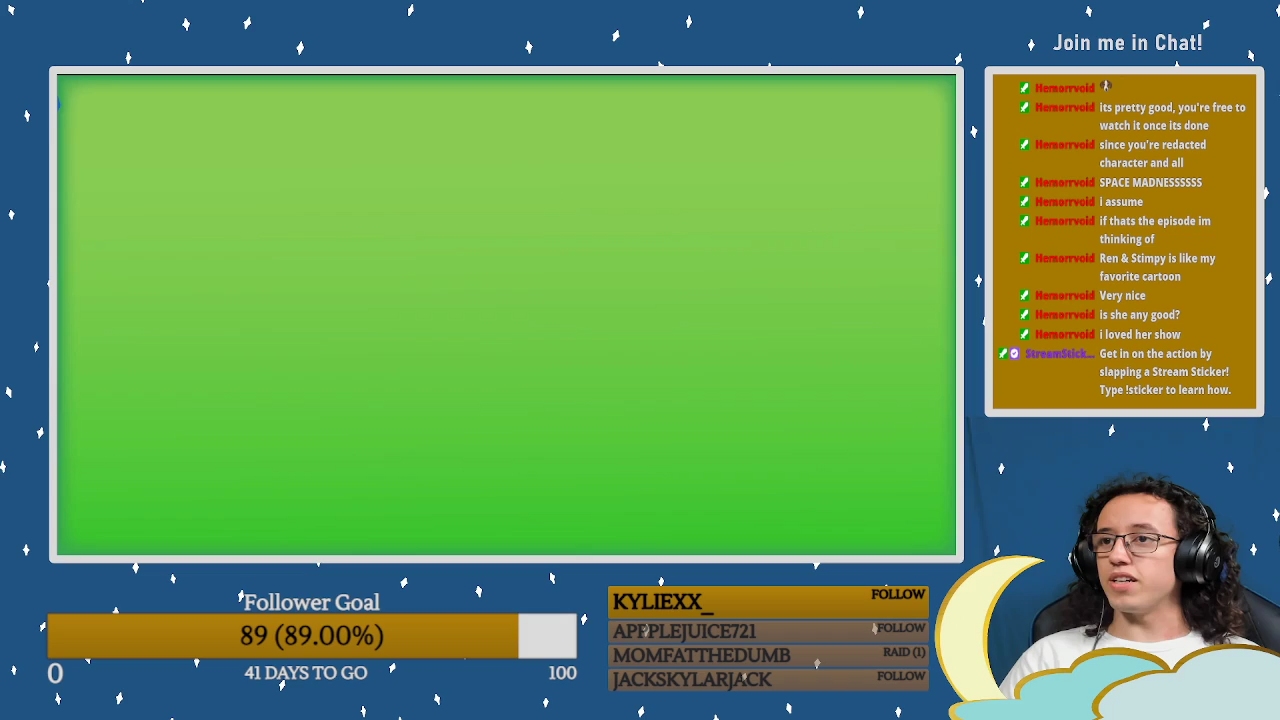 Join me in Chat!
Hemorrvoid
Hemorrvoid its pretty good, you're free to
watch it once its done
Hemorrvoid since you're redacted
character and all
Hemorrvoid SPACE MADNESSSSSS
Hemorrvoid i assume
Hemorrvoid if thats the episode im
thinking of
Hemorrvoid Ren & Stimpy is like my
favorite cartoon
Hemorrvoid Very nice
Hemorrvoid is she any good?
Hemorrvoid i loved her show
StreamStick... Get in on the action by
slapping a Stream Sticker!
Type !sticker to learn how.
Follower Goal
89 (89.00%)
0 41 DAYS TO GO 100
KYLIEXX_ FOLLOW
APPPLEJUICE721 FOLLOW
MOMFATTHEDUMB RAID (1)
JACKSKYLARJACK FOLLOW